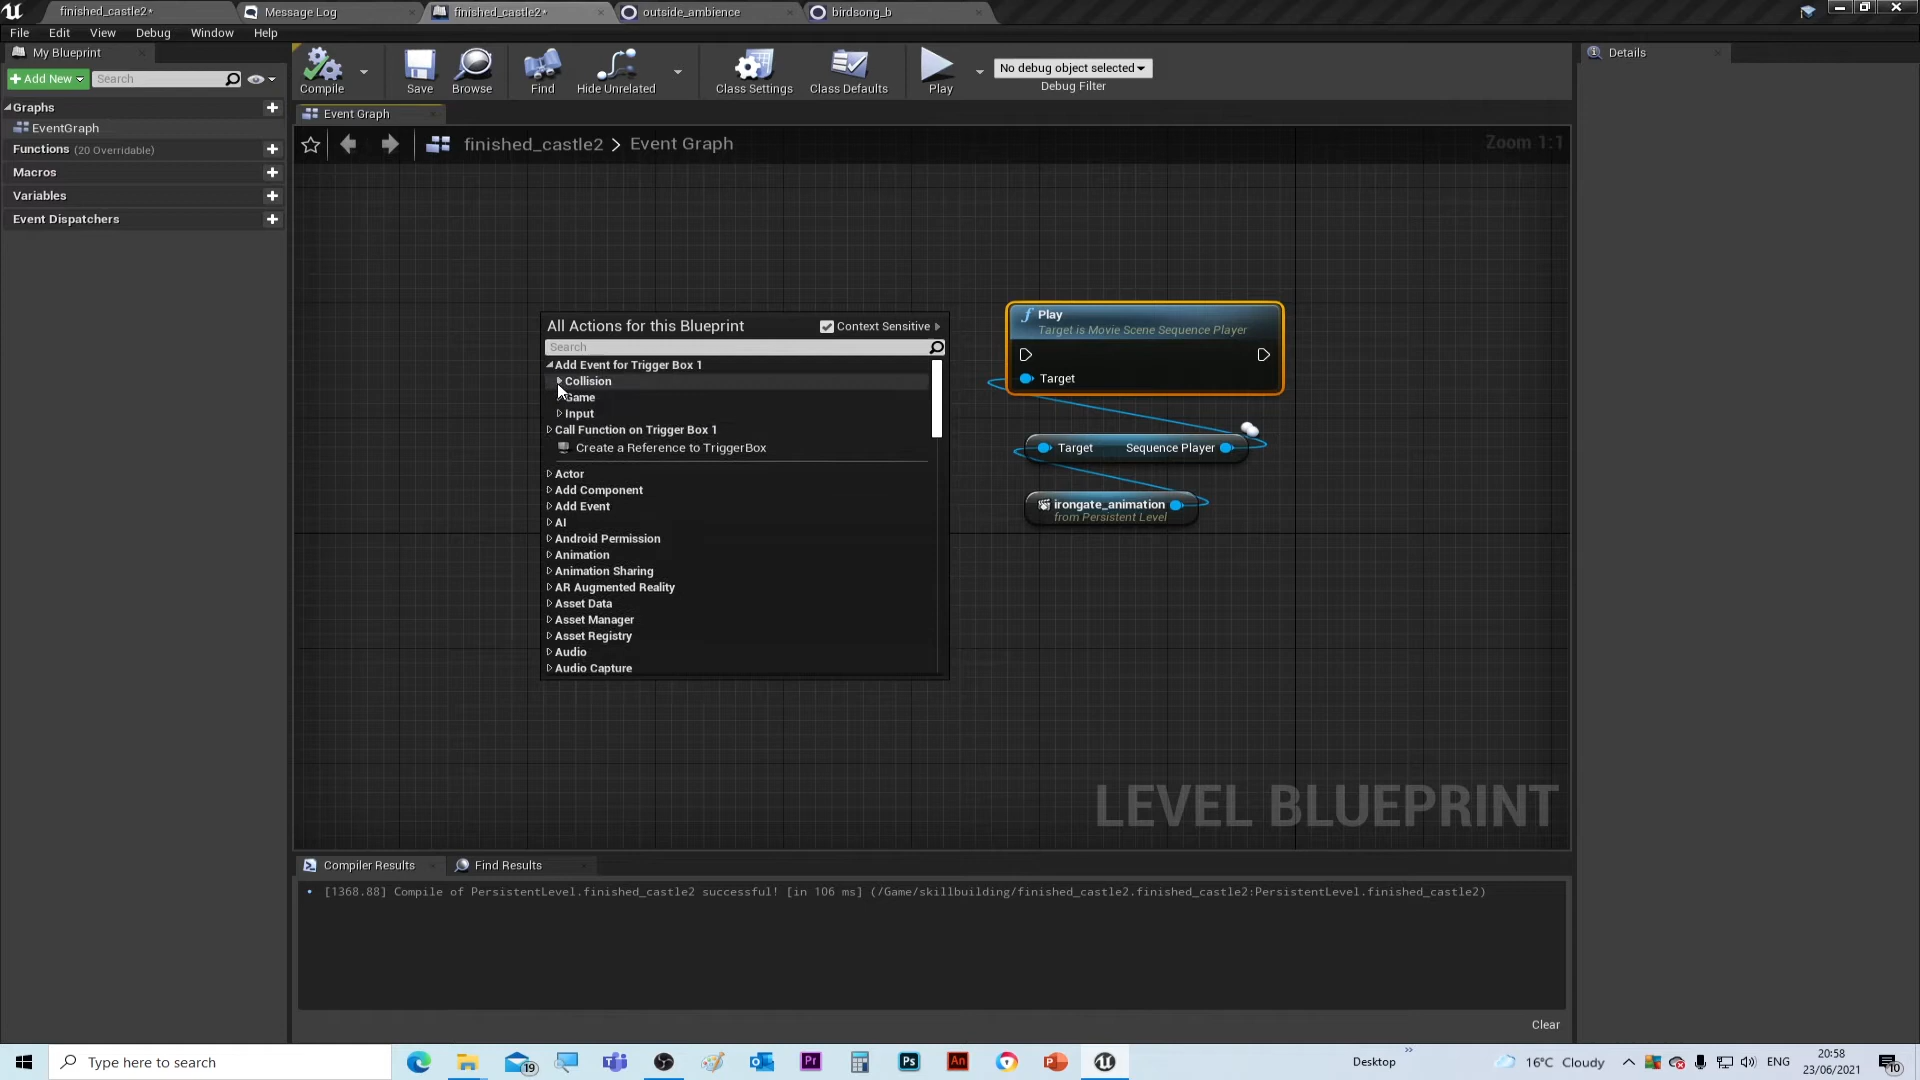 finished_castle2*
Message Log
finished_castle2*
outside_ambience
birdsong_b
File Edit View Debug Window Help
My Blueprint
Add New
Search
Graphs
EventGraph
Functions (20 Overridable)
Macros
Variables
Event Dispatchers
Compile
Save
Browse
Find
Hide Unrelated
Class Settings
Class Defaults
Play
No debug object selected
Debug Filter
Details
Event Graph
finished_castle2 > Event Graph
Zoom 1:1
All Actions for this Blueprint
Context Sensitive
Search
Add Event for Trigger Box 1
Collision
Game
Input
Call Function on Trigger Box 1
Create a Reference to TriggerBox
Actor
Add Component
Add Event
AI
Android Permission
Animation
Animation Sharing
AR Augmented Reality
Asset Data
Asset Manager
Asset Registry
Audio
Audio Capture
Play
Target is Movie Scene Sequence Player
Target
Target Sequence Player
irongate_animation
from Persistent Level
LEVEL BLUEPRINT
Compiler Results
Find Results
[1368.88] Compile of PersistentLevel.finished_castle2 successful! [in 106 ms] (/Game/skillbuilding/finished_castle2.finished_castle2:PersistentLevel.finished_castle2)
Clear
Type here to search
19
Pr
Ps
An
Desktop
16°C Cloudy
ENG
20:58
23/06/2021
10